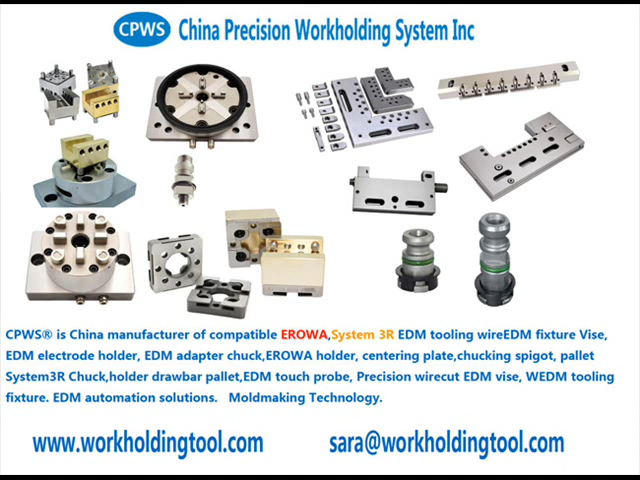 CPWS China Precision Workholding System Inc
CPWS® is China manufacturer of compatible EROWA,System 3R EDM tooling wireEDM fixture Vise,
EDM electrode holder, EDM adapter chuck,EROWA holder, centering plate,chucking spigot, pallet
System3R Chuck,holder drawbar pallet,EDM touch probe, Precision wirecut EDM vise, WEDM tooling
fixture. EDM automation solutions. Moldmaking Technology.
www.workholdingtool.com sara@workholdingtool.com